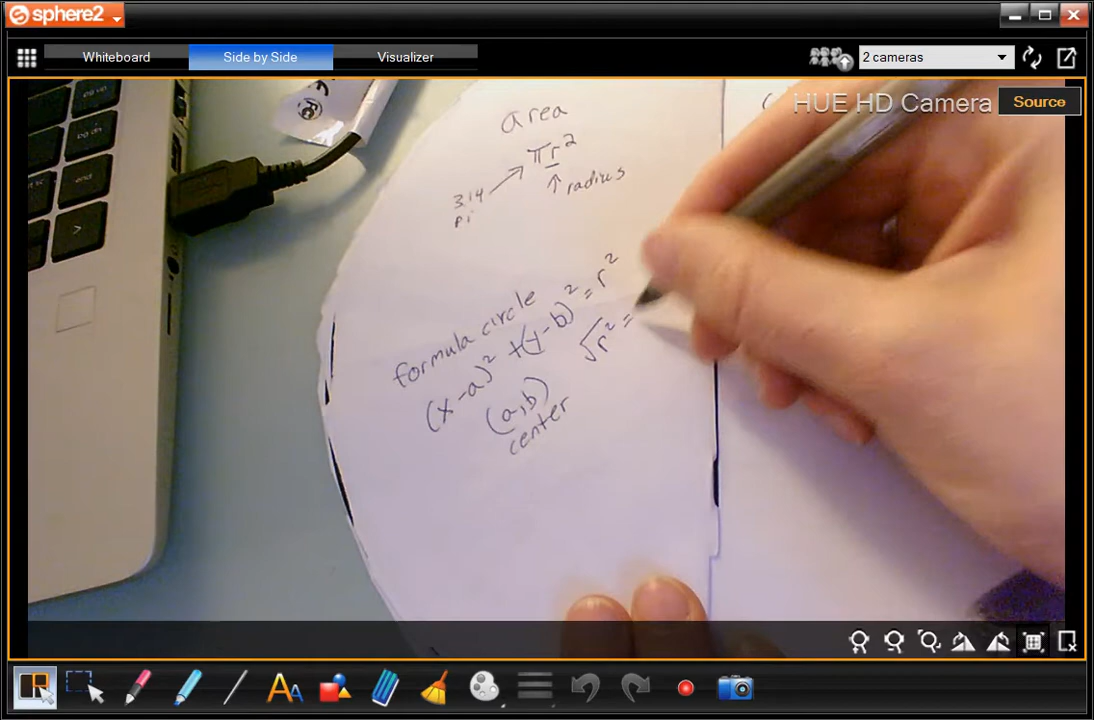 sphere2
Whiteboard
Side by Side
Visualizer
2 cameras
HUE HD Camera
Source
area
πr²
3.14
pi
radius
formula circle
(x-a)² + (y-b)² = r²
√r² =
(a,b)
center